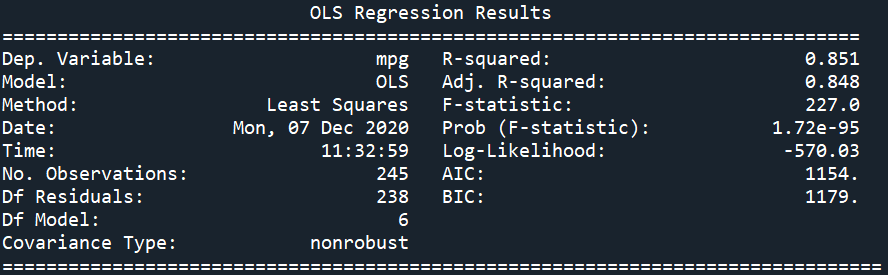 OLS Regression Results
==============================================================================
Dep. Variable: mpg R-squared: 0.851
Model: OLS Adj. R-squared: 0.848
Method: Least Squares F-statistic: 227.0
Date: Mon, 07 Dec 2020 Prob (F-statistic): 1.72e-95
Time: 11:32:59 Log-Likelihood: -570.03
No. Observations: 245 AIC: 1154.
Df Residuals: 238 BIC: 1179.
Df Model: 6
Covariance Type: nonrobust
================================================================================